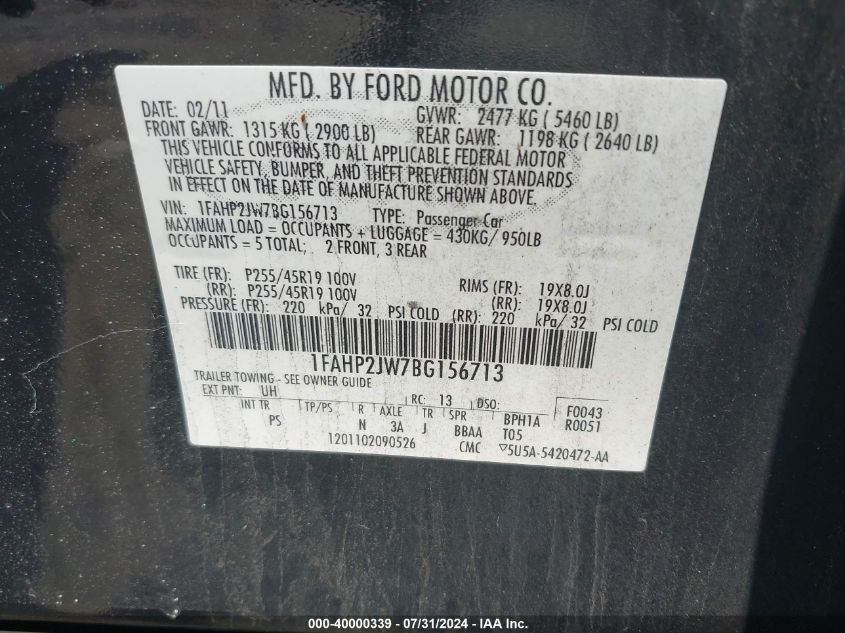 MFD. BY FORD MOTOR CO.
DATE: 02/11 GVWR: 2477 KG ( 5460 LB)
FRONT GAWR: 1315 KG ( 2900 LB) REAR GAWR: 1198 KG ( 2640 LB)
THIS VEHICLE CONFORMS TO ALL APPLICABLE FEDERAL MOTOR
VEHICLE SAFETY, BUMPER, AND THEFT PREVENTION STANDARDS
IN EFFECT ON THE DATE OF MANUFACTURE SHOWN ABOVE.
VIN: 1FAHP2JW7BG156713 TYPE: Passenger Car
MAXIMUM LOAD = OCCUPANTS + LUGGAGE = 430KG/ 950LB
OCCUPANTS = 5 TOTAL; 2 FRONT, 3 REAR
TIRE (FR): P255/45R19 100V RIMS (FR): 19X8.0J
(RR): P255/45R19 100V (RR): 19X8.0J
PRESSURE (FR): 220 kPa/ 32 PSI COLD (RR): 220 kPa/ 32 PSI COLD
1FAHP2JW7BG156713
TRAILER TOWING - SEE OWNER GUIDE
EXT PNT: UH RC: 13 DSO: F0043
INT TR TP/PS R AXLE TR SPR BPH1A R0051
PS N 3A J BBAA T05
1201102090526 CMC ▽5U5A-5420472-AA
000-40000339 - 07/31/2024 - IAAI.com